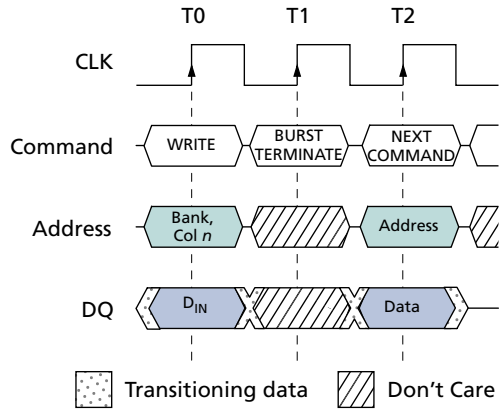 T0 T1 T2
CLK
Command WRITE BURST TERMINATE NEXT COMMAND
Address Bank, Col n Address
DQ DIN Data
Transitioning data Don't Care